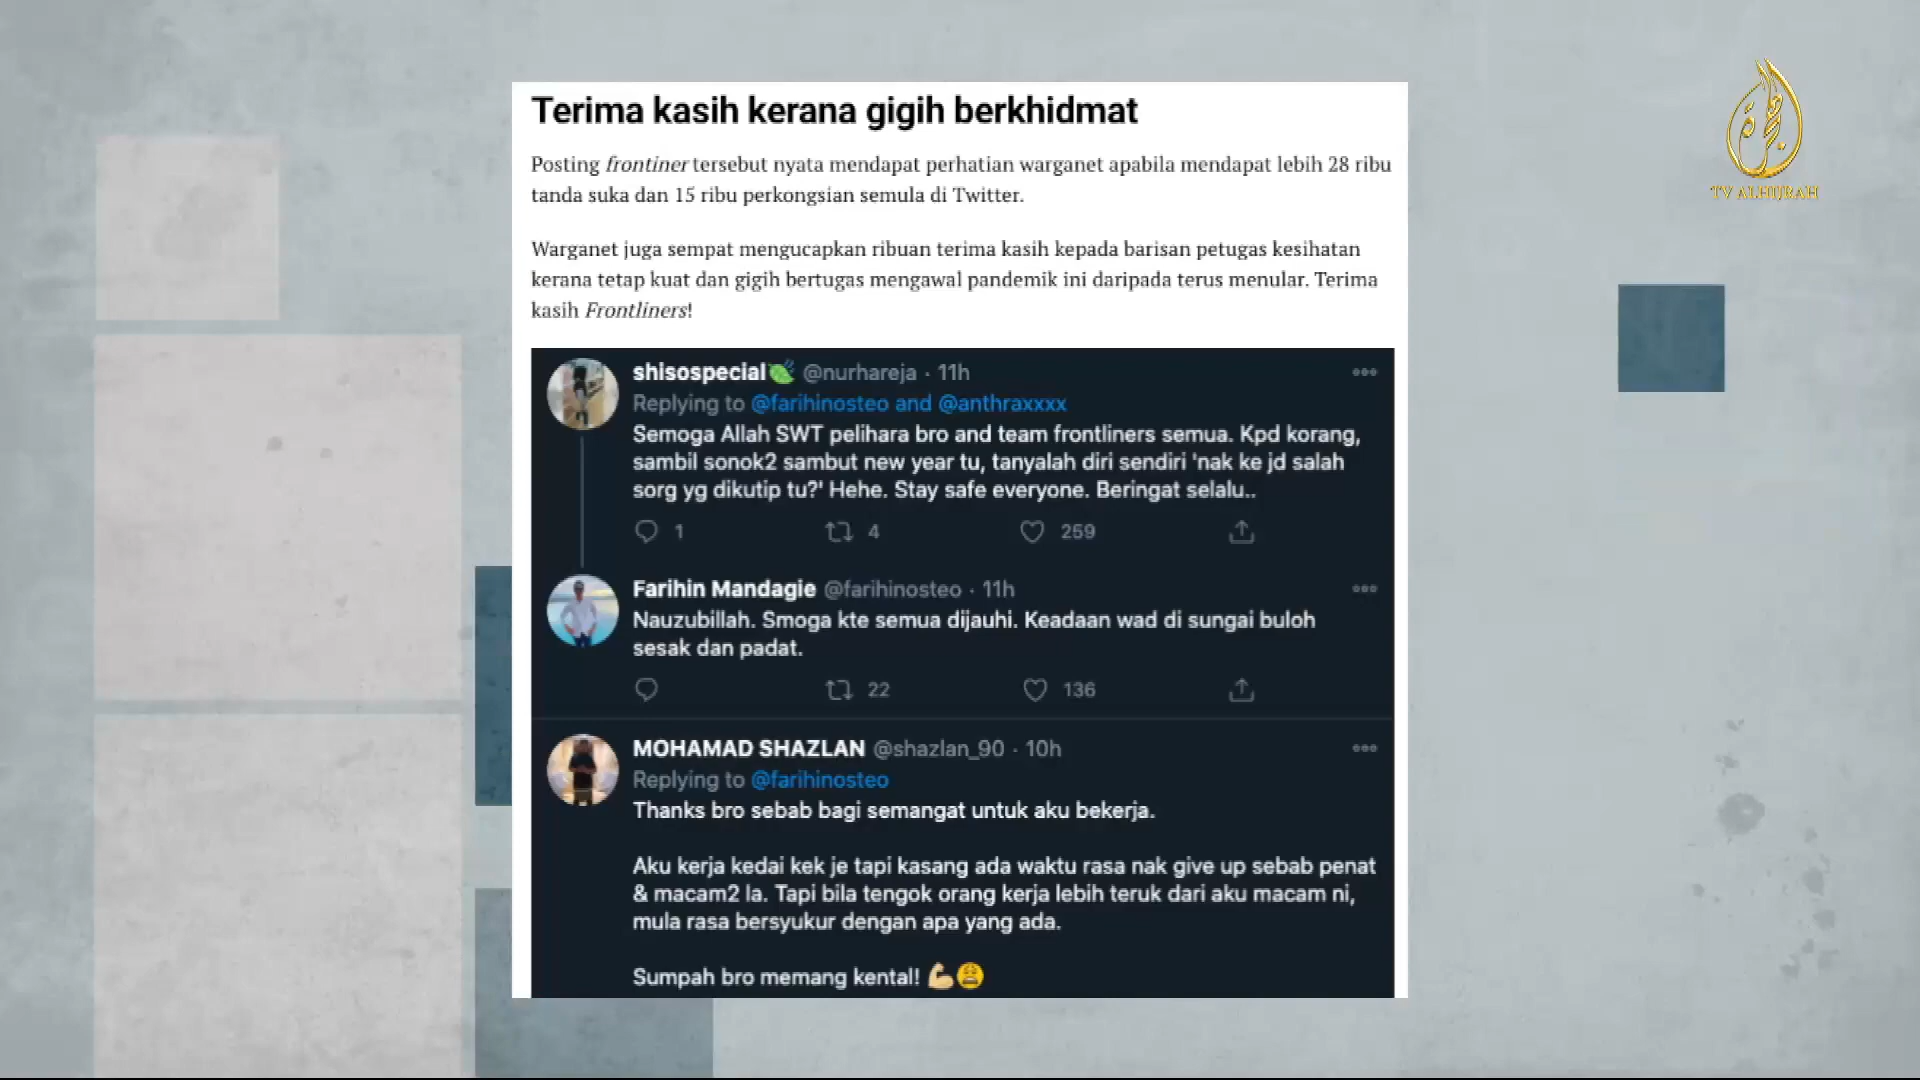 Terima kasih kerana gigih berkhidmat
Posting frontiner tersebut nyata mendapat perhatian warganet apabila mendapat lebih 28 ribu
tanda suka dan 15 ribu perkongsian semula di Twitter.
Warganet juga sempat mengucapkan ribuan terima kasih kepada barisan petugas kesihatan
kerana tetap kuat dan gigih bertugas mengawal pandemik ini daripada terus menular. Terima
kasih Frontliners!
shisospecial🍃 @nurhareja · 11h
Replying to @farihinosteo and @anthraxxxx
Semoga Allah SWT pelihara bro and team frontliners semua. Kpd korang,
sambil sonok2 sambut new year tu, tanyalah diri sendiri 'nak ke jd salah
sorg yg dikutip tu?' Hehe. Stay safe everyone. Beringat selalu..
1 4 259
Farihin Mandagie @farihinosteo · 11h
Nauzubillah. Smoga kte semua dijauhi. Keadaan wad di sungai buloh
sesak dan padat.
22 136
MOHAMAD SHAZLAN @shazlan_90 · 10h
Replying to @farihinosteo
Thanks bro sebab bagi semangat untuk aku bekerja.
Aku kerja kedai kek je tapi kasang ada waktu rasa nak give up sebab penat
& macam2 la. Tapi bila tengok orang kerja lebih teruk dari aku macam ni,
mula rasa bersyukur dengan apa yang ada.
Sumpah bro memang kental! 💪🏼😩
TV ALHIJRAH